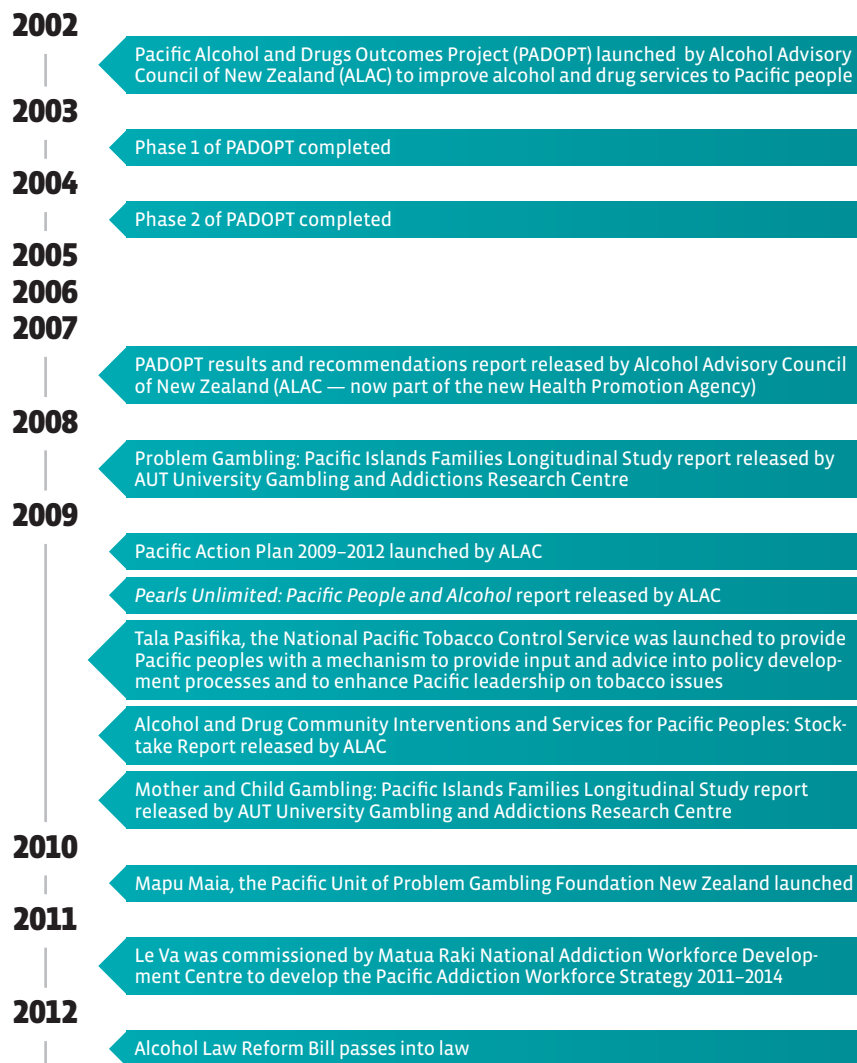 2002
Pacific Alcohol and Drugs Outcomes Project (PADOPT) launched by Alcohol Advisory
Council of New Zealand (ALAC) to improve alcohol and drug services to Pacific people
2003
Phase 1 of PADOPT completed
2004
Phase 2 of PADOPT completed
2005
2006
2007
PADOPT results and recommendations report released by Alcohol Advisory Council
of New Zealand (ALAC — now part of the new Health Promotion Agency)
2008
Problem Gambling: Pacific Islands Families Longitudinal Study report released by
AUT University Gambling and Addictions Research Centre
2009
Pacific Action Plan 2009–2012 launched by ALAC
Pearls Unlimited: Pacific People and Alcohol report released by ALAC
Tala Pasifika, the National Pacific Tobacco Control Service was launched to provide
Pacific peoples with a mechanism to provide input and advice into policy develop-
ment processes and to enhance Pacific leadership on tobacco issues
Alcohol and Drug Community Interventions and Services for Pacific Peoples: Stock-
take Report released by ALAC
Mother and Child Gambling: Pacific Islands Families Longitudinal Study report
released by AUT University Gambling and Addictions Research Centre
2010
Mapu Maia, the Pacific Unit of Problem Gambling Foundation New Zealand launched
2011
Le Va was commissioned by Matua Raki National Addiction Workforce Develop-
ment Centre to develop the Pacific Addiction Workforce Strategy 2011–2014
2012
Alcohol Law Reform Bill passes into law